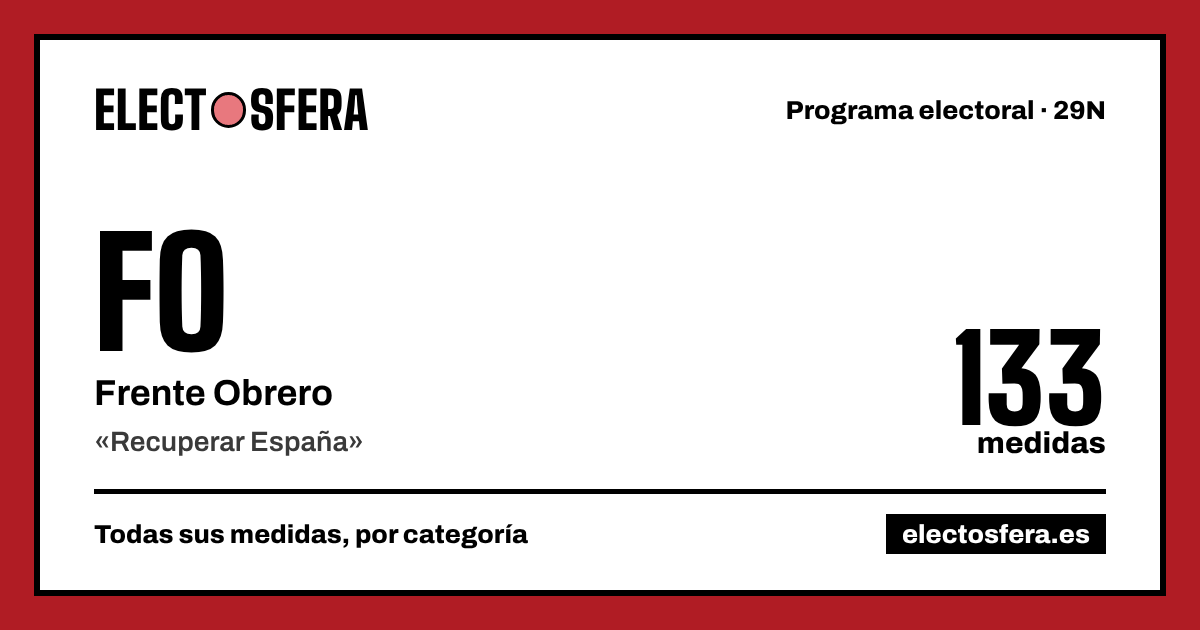 ELECTOSFERA
Programa electoral · 29N
FO
Frente Obrero
«Recuperar España»
133
medidas
Todas sus medidas, por categoría
electosfera.es